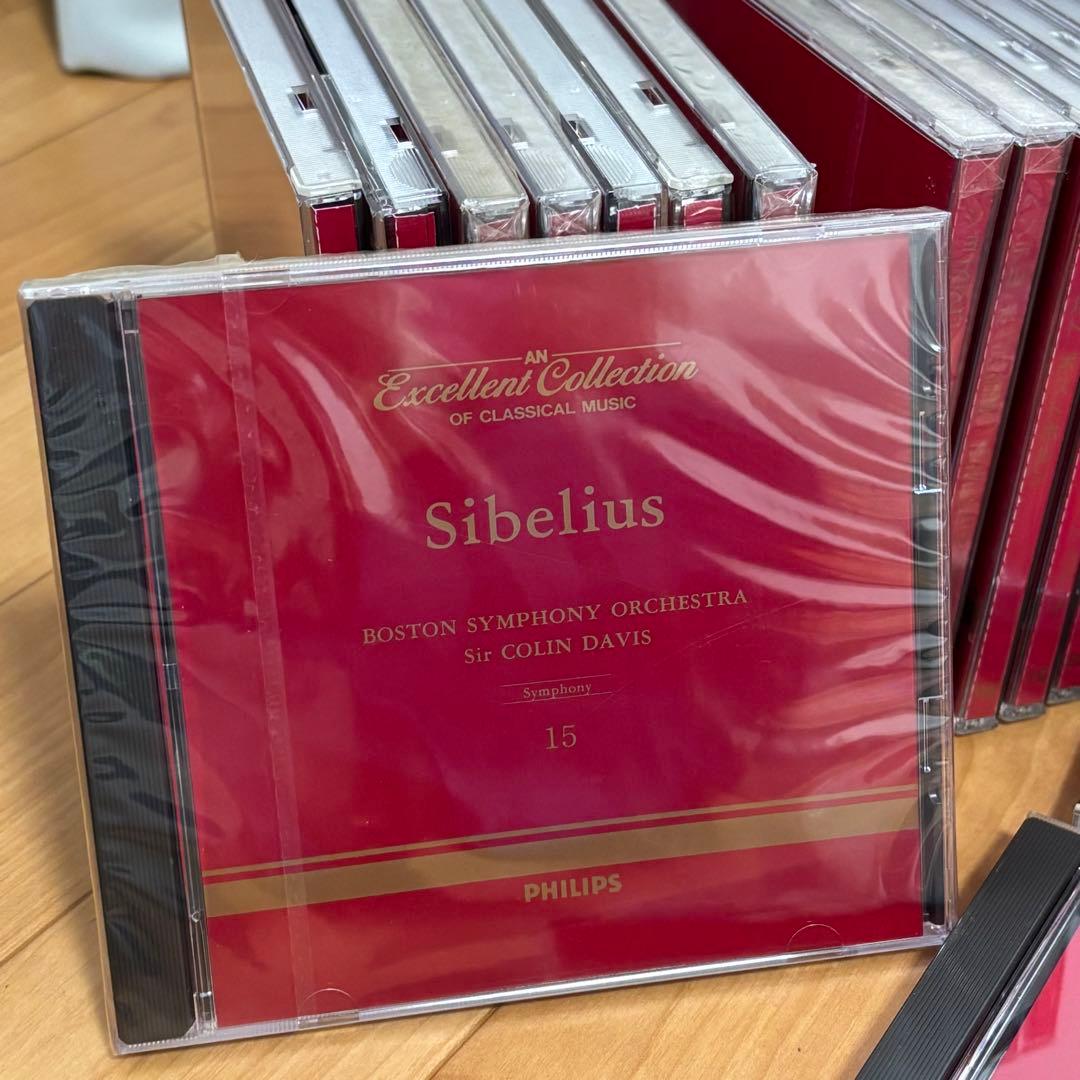 AN
Excellent Collection
OF CLASSICAL MUSIC
Sibelius
BOSTON SYMPHONY ORCHESTRA
Sir COLIN DAVIS
Symphony
15
PHILIPS